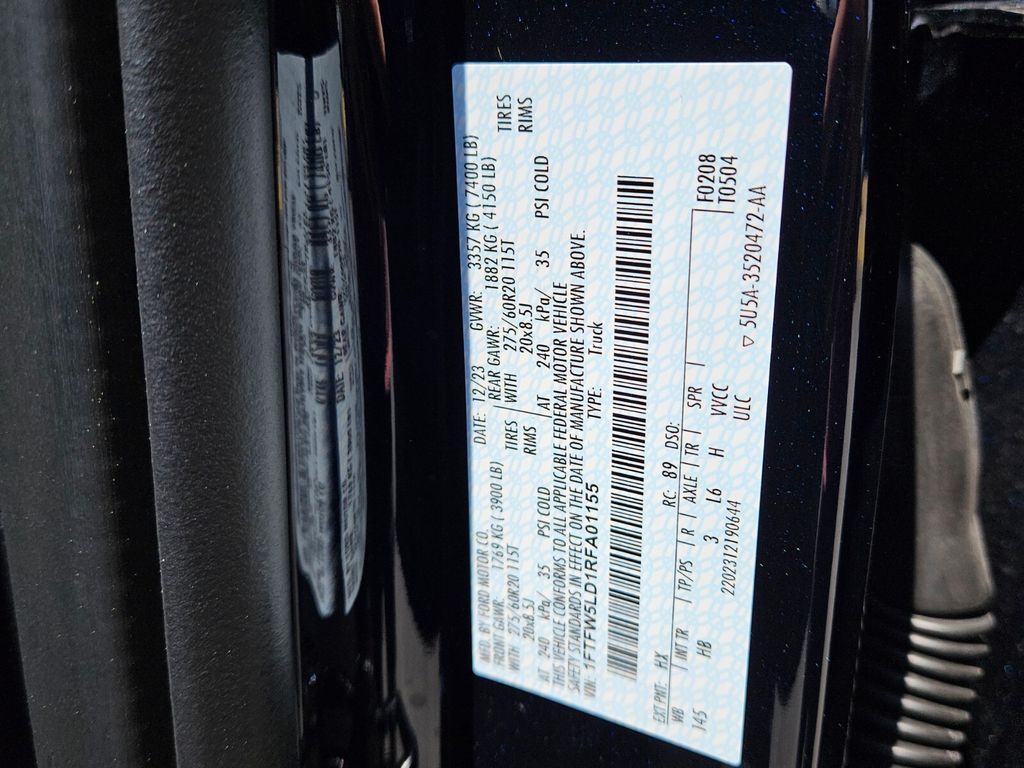 MFD. BY FORD MOTOR CO.
DATE: 12/23 GVWR: 3357 KG ( 7400 LB)
FRONT GAWR: 1769 KG ( 3900 LB) REAR GAWR: 1882 KG ( 4150 LB)
WITH 275/60R20 115T TIRES WITH 275/60R20 115T TIRES
20x8.5J RIMS 20x8.5J RIMS
AT 240 kPa/ 35 PSI COLD AT 240 kPa/ 35 PSI COLD
THIS VEHICLE CONFORMS TO ALL APPLICABLE FEDERAL MOTOR VEHICLE
SAFETY STANDARDS IN EFFECT ON THE DATE OF MANUFACTURE SHOWN ABOVE.
VIN: 1FTFW5LD1RFA01155 TYPE: Truck
EXT PNT: HX RC: 89 DSO: F0208
WB INT TR TP/PS R AXLE TR SPR T0504
145 HB 3 L6 H VVCC
2202312190644 ULC ▽ 5U5A-3520472-AA